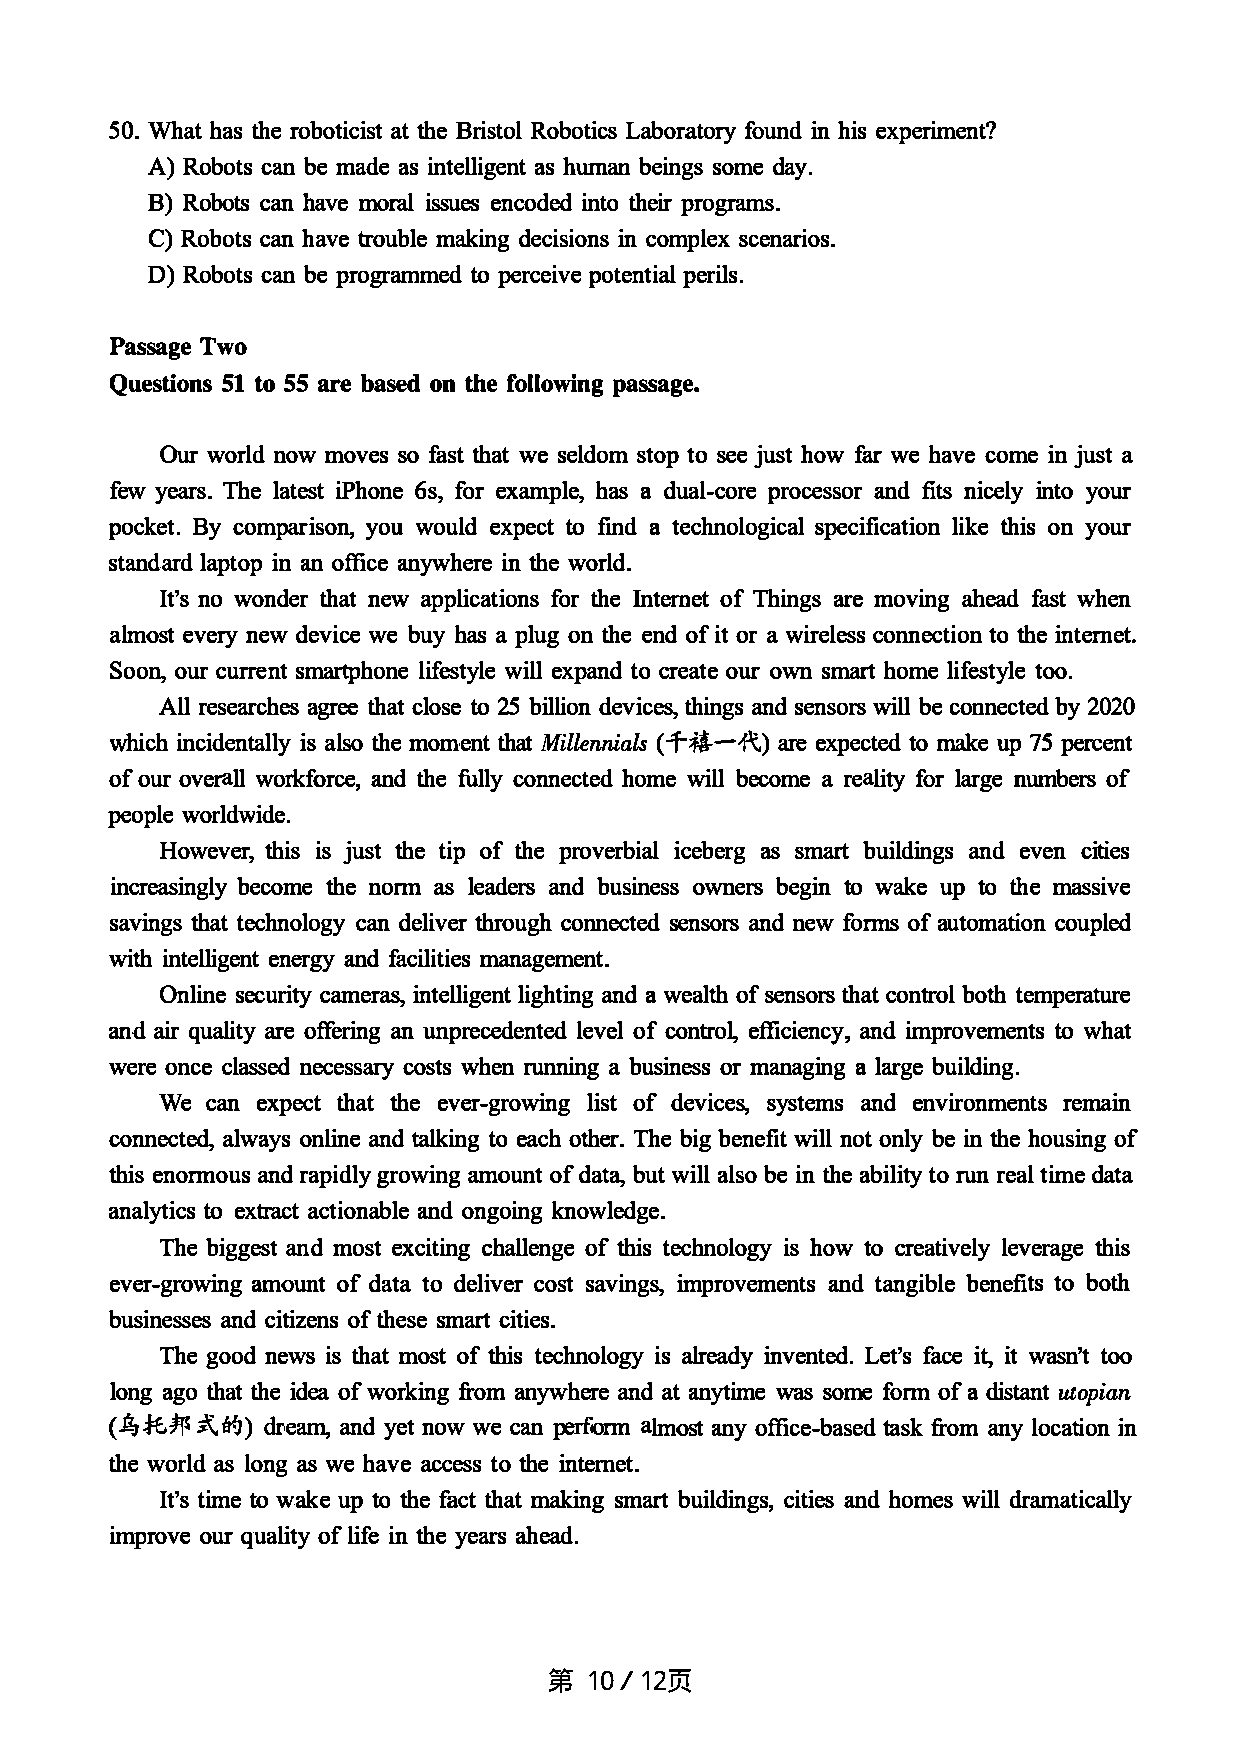 50. What has the roboticist at the Bristol Robotics Laboratory found in his experiment?
A) Robots can be made as intelligent as human beings some day.
B) Robots can have moral issues encoded into their programs.
C) Robots can have trouble making decisions in complex scenarios.
D) Robots can be programmed to perceive potential perils.
Passage Two
Questions 51 to 55 are based on the following passage.
Our world now moves so fast that we seldom stop to see just how far we have come in just a
few years. The latest iPhone 6s, for example, has a dual-core processor and fits nicely into your
pocket. By comparison, you would expect to find a technological specification like this on your
standard laptop in an office anywhere in the world.
It's no wonder that new applications for the Internet of Things are moving ahead fast when
almost every new device we buy has a plug on the end of it or a wireless connection to the internet.
Soon, our current smartphone lifestyle will expand to create our own smart home lifestyle too.
All researches agree that close to 25 billion devices, things and sensors will be connected by 2020
which incidentally is also the moment that Millennials (千禧一代) are expected to make up 75 percent
of our overall workforce, and the fully connected home will become a reality for large numbers of
people worldwide.
However, this is just the tip of the proverbial iceberg as smart buildings and even cities
increasingly become the norm as leaders and business owners begin to wake up to the massive
savings that technology can deliver through connected sensors and new forms of automation coupled
with intelligent energy and facilities management.
Online security cameras, intelligent lighting and a wealth of sensors that control both temperature
and air quality are offering an unprecedented level of control, efficiency, and improvements to what
were once classed necessary costs when running a business or managing a large building.
We can expect that the ever-growing list of devices, systems and environments remain
connected, always online and talking to each other. The big benefit will not only be in the housing of
this enormous and rapidly growing amount of data, but will also be in the ability to run real time data
analytics to extract actionable and ongoing knowledge.
The biggest and most exciting challenge of this technology is how to creatively leverage this
ever-growing amount of data to deliver cost savings, improvements and tangible benefits to both
businesses and citizens of these smart cities.
The good news is that most of this technology is already invented. Let's face it, it wasn't too
long ago that the idea of working from anywhere and at anytime was some form of a distant utopian
(乌托邦式的) dream, and yet now we can perform almost any office-based task from any location in
the world as long as we have access to the internet.
It's time to wake up to the fact that making smart buildings, cities and homes will dramatically
improve our quality of life in the years ahead.
第 10 / 12页